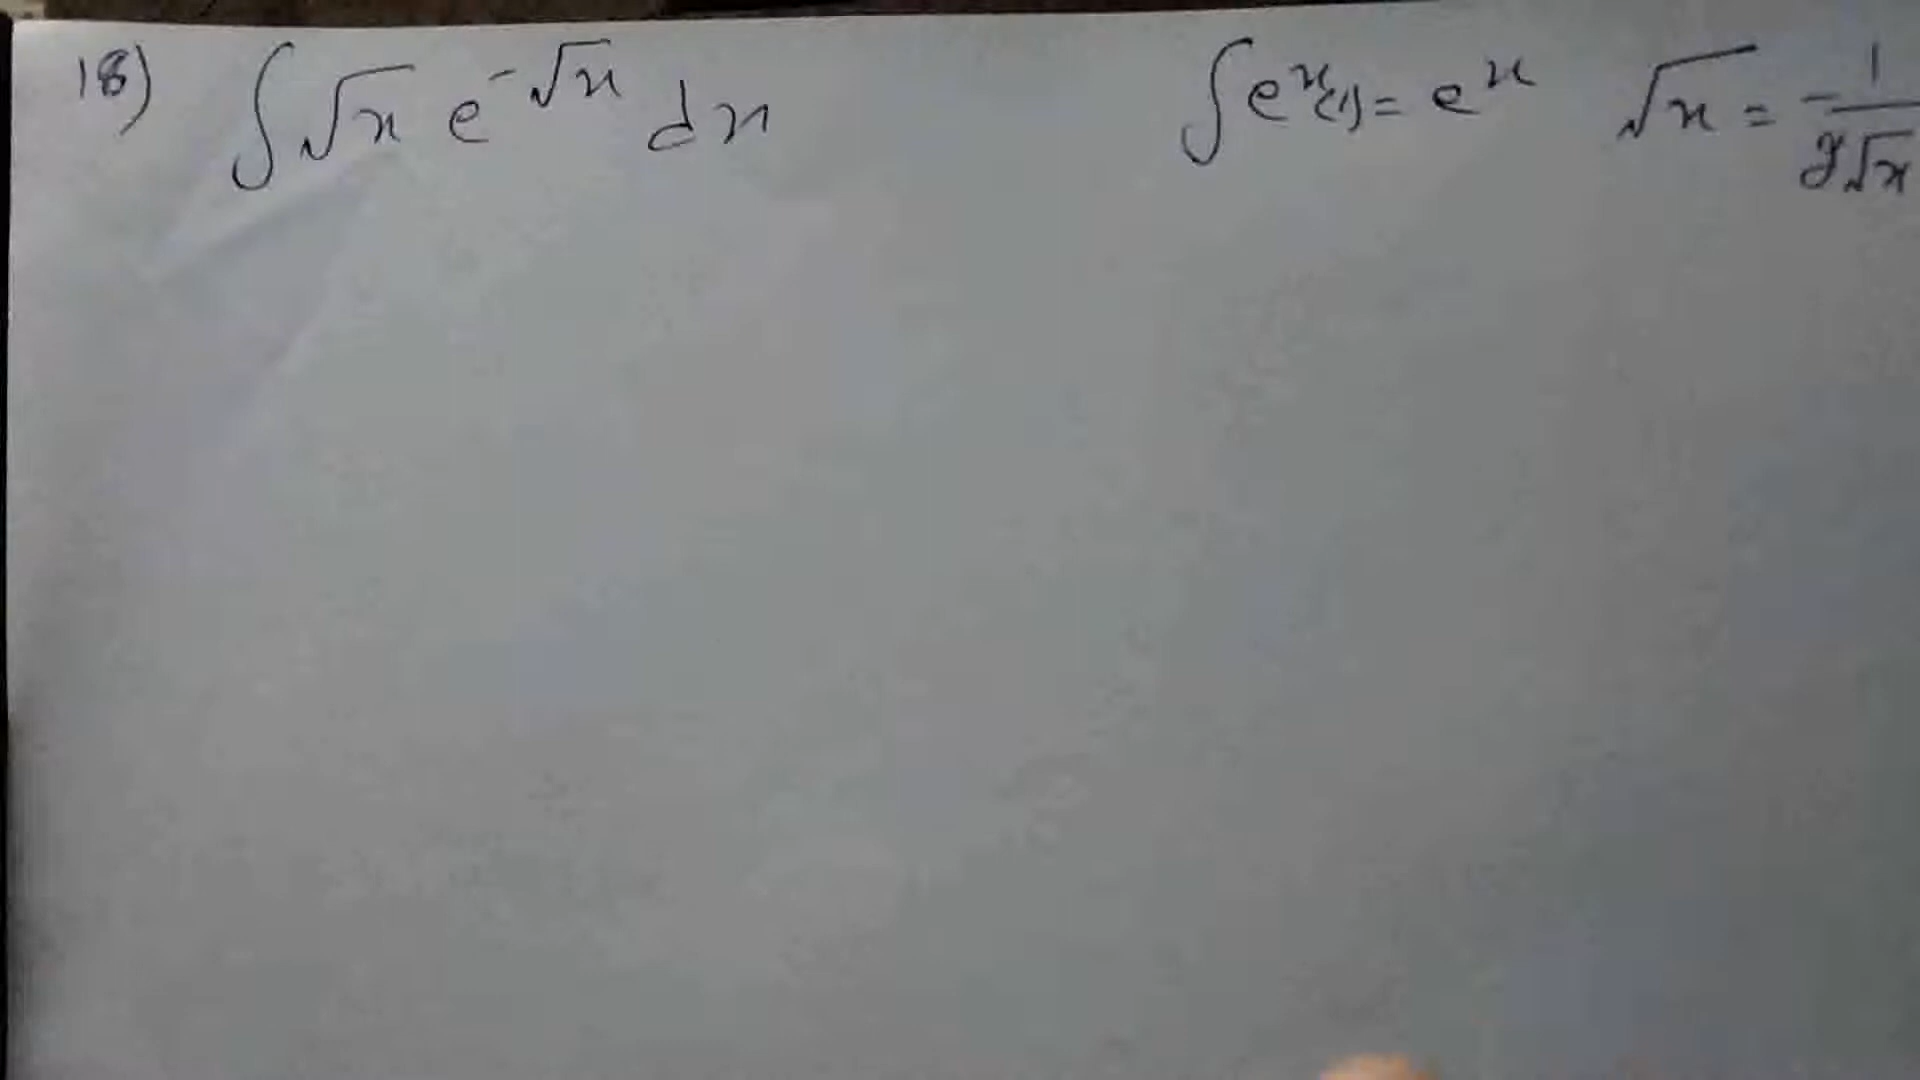 18) ∫√x e^{-√x} dx ∫e^x(1) = e^x √x = -1/2√x